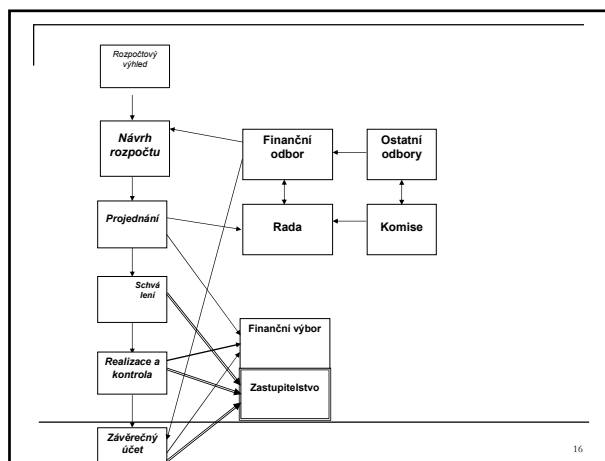 Rozpočtový
výhled
Návrh
rozpočtu
Finanční
odbor
Ostatní
odbory
Projednání
Rada
Komise
Schvá
lení
Finanční výbor
Realizace a
kontrola
Zastupitelstvo
Závěrečný
účet
16